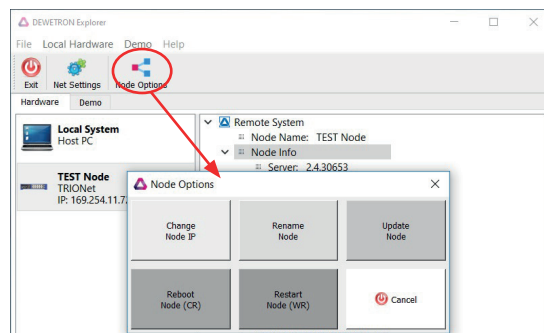 DEWETRON Explorer
File Local Hardware Demo Help
Exit Net Settings Node Options
Hardware Demo
Local System
Host PC
TEST Node
TRIONet
IP: 169.254.11.7
Remote System
Node Name: TEST Node
Node Info
Server: 2.4.30653
Node Options
Change
Node IP
Rename
Node
Update
Node
Reboot
Node (CR)
Restart
Node (WR)
Cancel